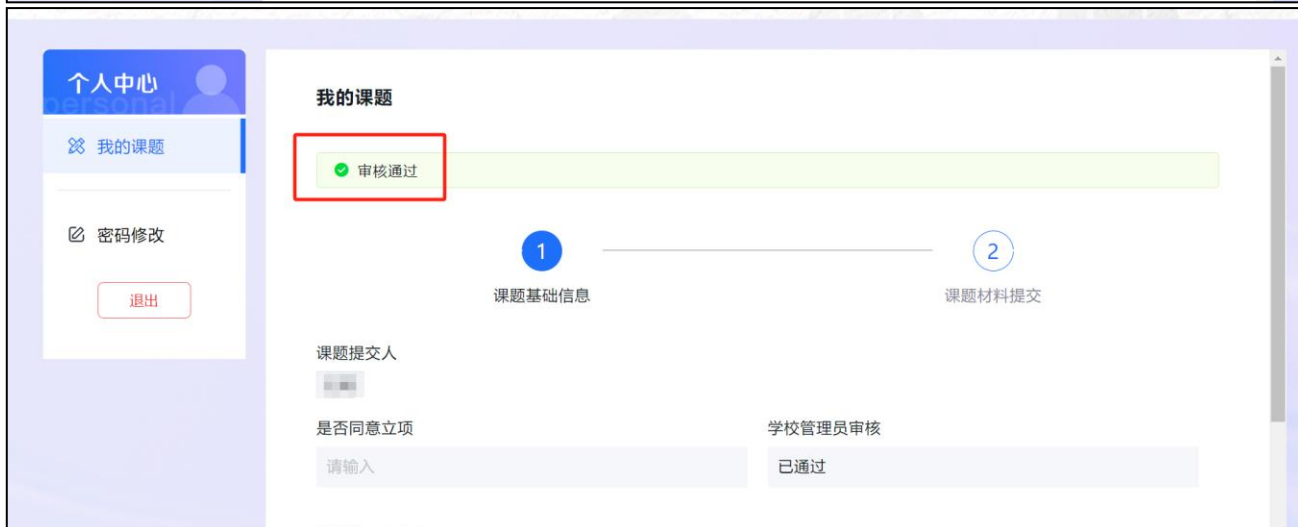 个人中心
personal
我的课题
密码修改
退出
我的课题
审核通过
1
2
课题基础信息
课题材料提交
课题提交人
是否同意立项
学校管理员审核
请输入
已通过